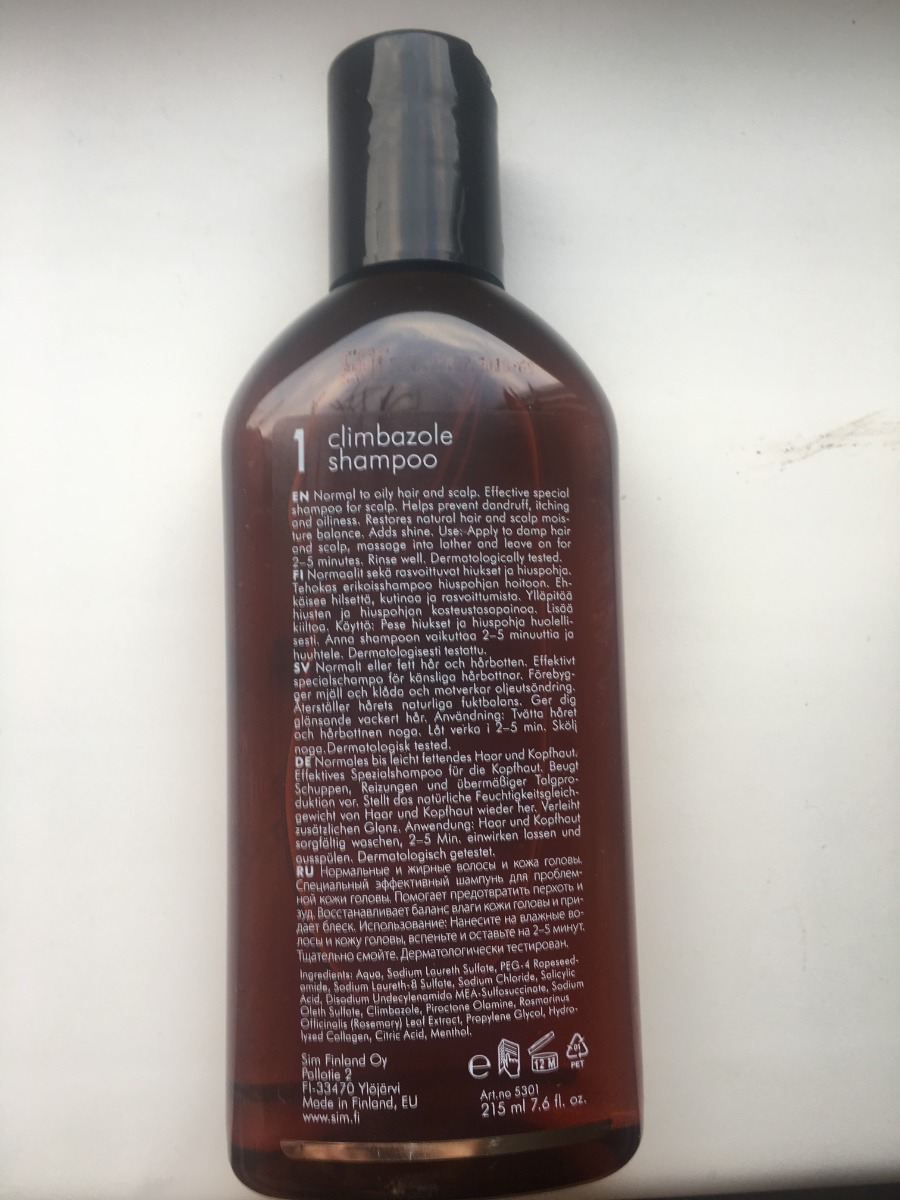 1 climbazole
shampoo
EN Normal to oily hair and scalp. Effective special
shampoo for scalp. Helps prevent dandruff, itching
and oiliness. Restores natural hair and scalp mois-
ture balance. Adds shine. Use: Apply to damp hair
and scalp, massage into lather and leave on for
2–5 minutes. Rinse well. Dermatologically tested.
FI Normaalit sekä rasvoittuvat hiukset ja hiuspohja.
Tehokas erikoisshampoo hiuspohjan hoitoon. Eh-
käisee hilsettä, kutinaa ja rasvoittumista. Ylläpitää
hiusten ja hiuspohjan kosteustasapainoa. Lisää
kiiltoa. Käyttö: Pese hiukset ja hiuspohja huolelli-
sesti. Anna shampoon vaikuttaa 2–5 minuuttia ja
huuhtele. Dermatologisesti testattu.
SV Normalt eller fett hår och hårbotten. Effektivt
specialschampo för känsliga hårbottnar. Förebyg-
ger mjäll och klåda och motverkar oljeutsöndring.
Återställer hårets naturliga fuktbalans. Ger dig
glänsande vackert hår. Användning: Tvätta håret
och hårbottnen noga. Låt verka i 2–5 min. Skölj
noga. Dermatologisk tested.
DE Normales bis leicht fettendes Haar und Kopfhaut.
Effektives Spezialshampoo für die Kopfhaut. Beugt
Schuppen, Reizungen und übermäßiger Talgpro-
duktion vor. Stellt das natürliche Feuchtigkeitsgleich-
gewicht von Haar und Kopfhaut wieder her. Verleiht
zusätzlichen Glanz. Anwendung: Haar und Kopfhaut
sorgfältig waschen, 2–5 Min. einwirken lassen und
ausspülen. Dermatologisch getestet.
RU Нормальные и жирные волосы и кожа головы.
Специальный эффективный шампунь для проблем-
ной кожи головы. Помогает предотвратить перхоть и
зуд. Восстанавливает баланс влаги кожи головы и при-
дает блеск. Использование: Нанесите на влажные во-
лосы и кожу головы, вспеньте и оставьте на 2–5 минут.
Тщательно смойте. Дерматологически тестирован.
Ingredients: Aqua, Sodium Laureth Sulfate, PEG-4 Rapeseed-
amide, Sodium Laureth-8 Sulfate, Sodium Chloride, Salicylic
Acid, Disodium Undecylenamido MEA-Sulfosuccinate, Sodium
Oleth Sulfate, Climbazole, Piroctone Olamine, Rosmarinus
Officinalis (Rosemary) Leaf Extract, Propylene Glycol, Hydro-
lyzed Collagen, Citric Acid, Menthol.
Sim Finland Oy
Pallotie 2
FI-33470 Ylöjärvi
Made in Finland, EU
www.sim.fi
e 12 M 01 PET
Art.no 5301
215 ml 7.6 fl. oz.